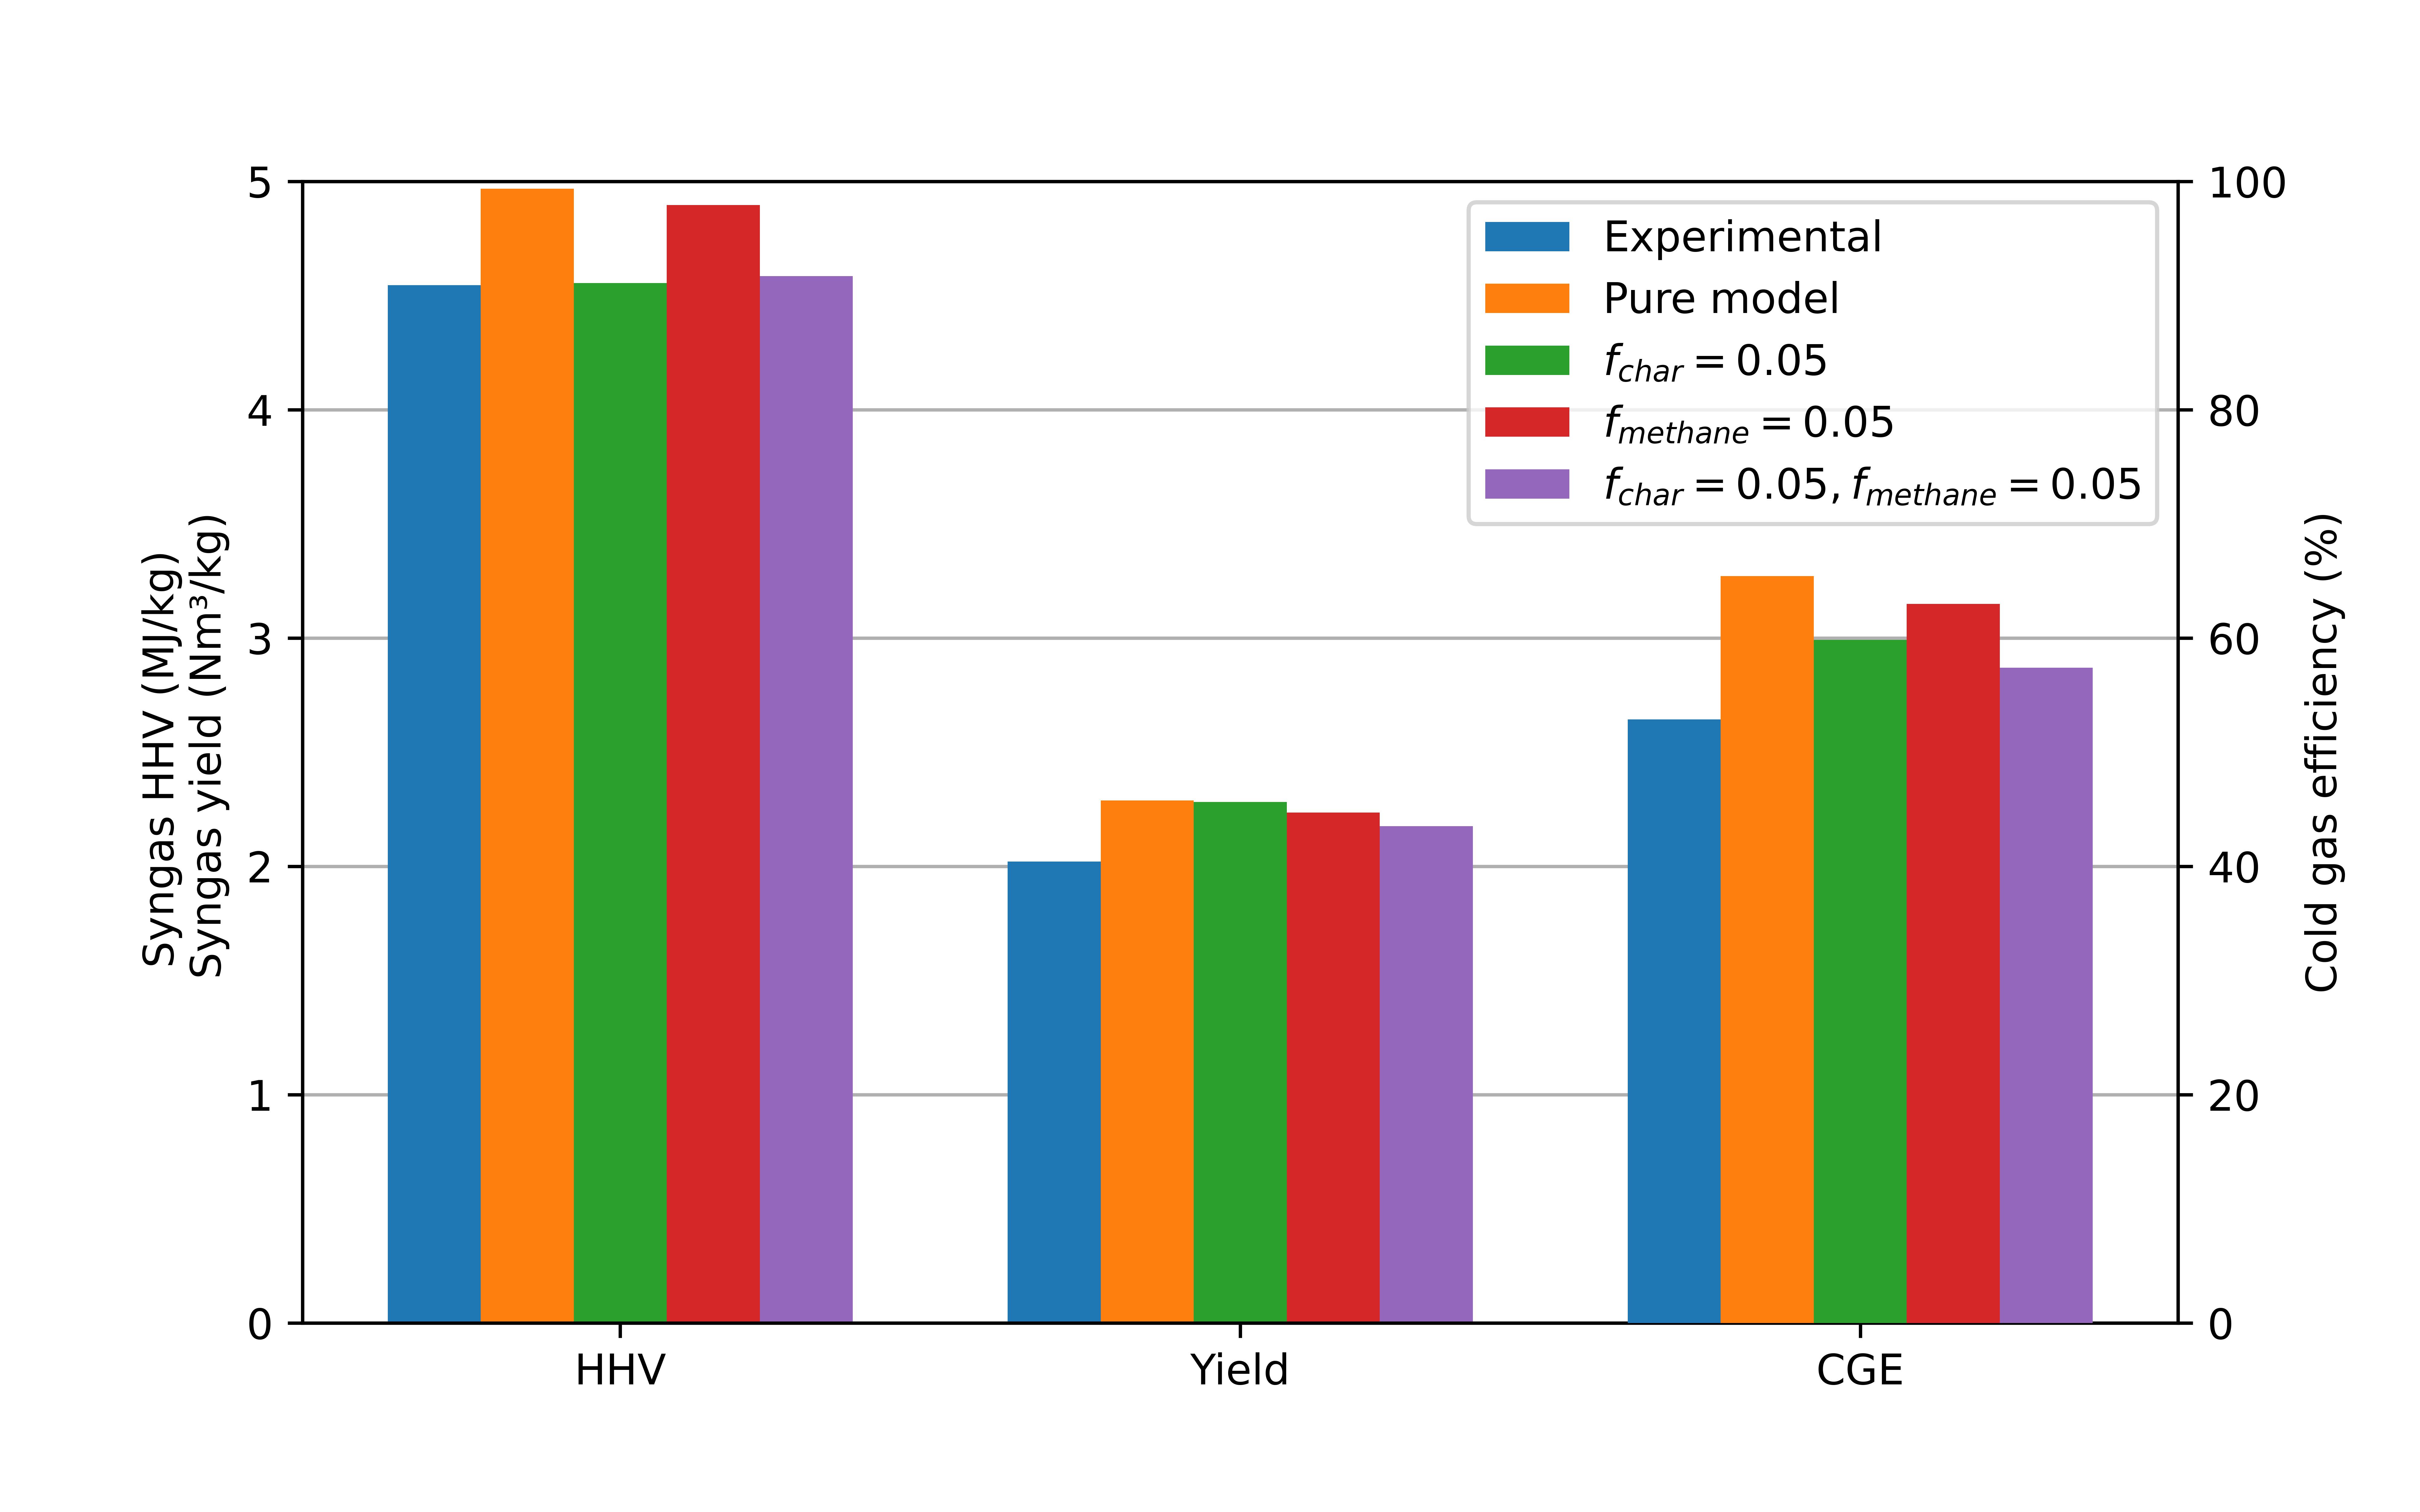 Syngas HHV (MJ/kg)
Syngas yield (Nm³/kg)
5
4
3
2
1
0
HHV
Yield
CGE
Experimental
Pure model
f_char = 0.05
f_methane = 0.05
f_char = 0.05, f_methane = 0.05
100
80
60
40
20
0
Cold gas efficiency (%)